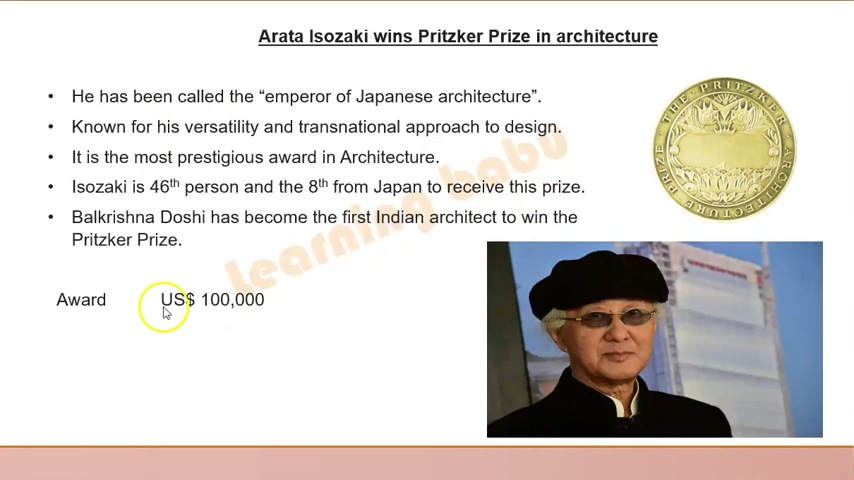 Arata Isozaki wins Pritzker Prize in architecture
• He has been called the “emperor of Japanese architecture”.
• Known for his versatility and transnational approach to design.
• It is the most prestigious award in Architecture.
• Isozaki is 46th person and the 8th from Japan to receive this prize.
• Balkrishna Doshi has become the first Indian architect to win the
Pritzker Prize.
Award US$ 100,000
Learning babu
THE PRITZKER ARCHITECTURE PRIZE